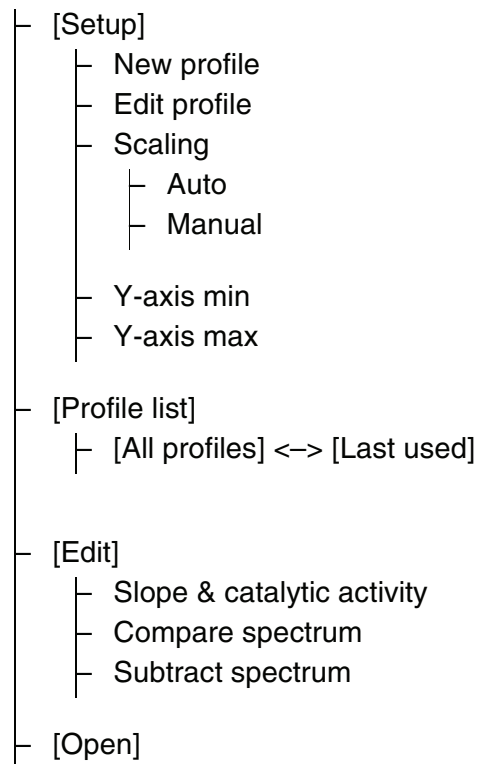 [Setup]
New profile
Edit profile
Scaling
Auto
Manual
Y-axis min
Y-axis max
[Profile list]
[All profiles] <–> [Last used]
[Edit]
Slope & catalytic activity
Compare spectrum
Subtract spectrum
[Open]